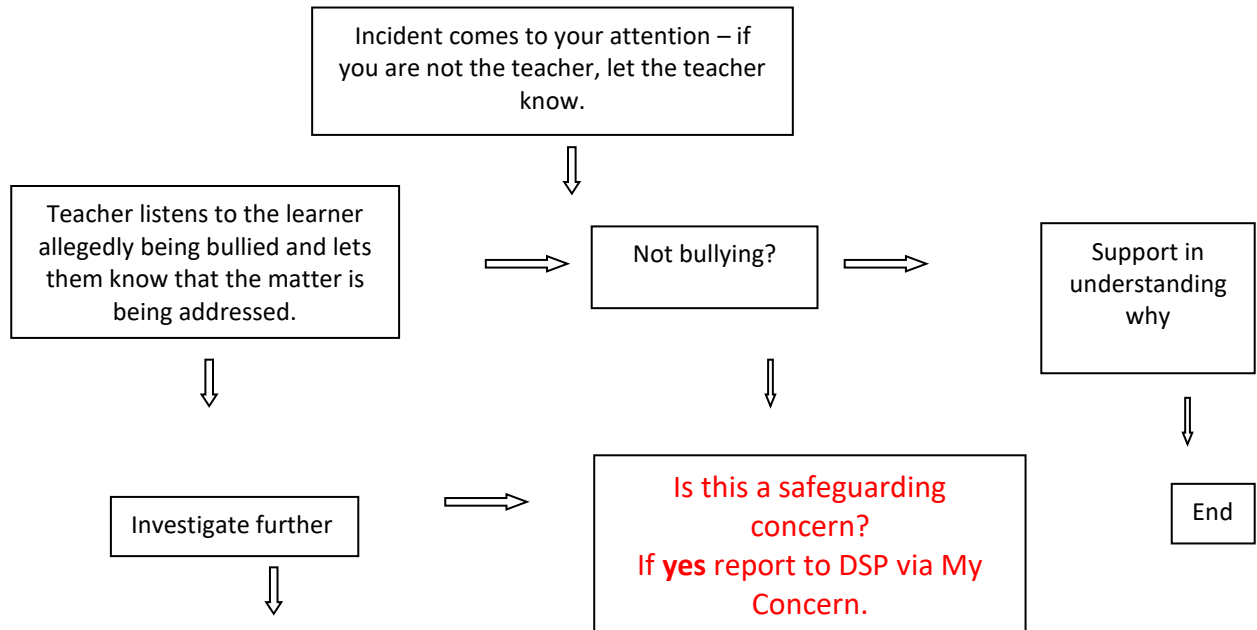 Incident comes to your attention – if
you are not the teacher, let the teacher
know.
Teacher listens to the learner
allegedly being bullied and lets
them know that the matter is
being addressed.
Not bullying?
Support in
understanding
why
Investigate further
Is this a safeguarding
concern?
If yes report to DSP via My
Concern.
End